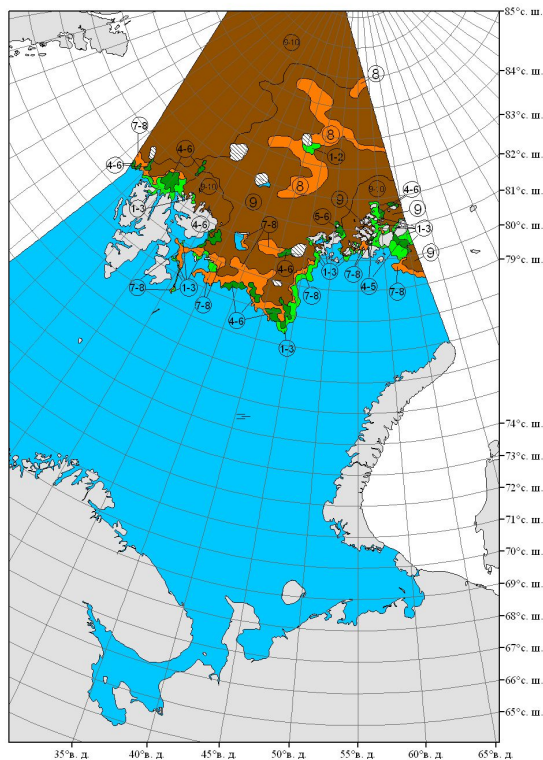 85°с. ш.
84°с. ш.
83°с. ш.
82°с. ш.
81°с. ш.
80°с. ш.
79°с. ш.
74°с. ш.
73°с. ш.
72°с. ш.
71°с. ш.
70°с. ш.
69°с. ш.
68°с. ш.
67°с. ш.
66°с. ш.
65°с. ш.
9-10
8
7-8
8
4-6
4-6
1-2
9-10
8
9
9
4-6
9
1-3
4-6
7-8
5-6
1-3
9
4-6
7-8
1-3
7-8
4-6
7-8
1-3
7-8
4-5
7-8
1-3
35°в. д.
40°в. д.
45°в. д.
50°в. д.
55°в. д.
60°в. д.
65°в. д.